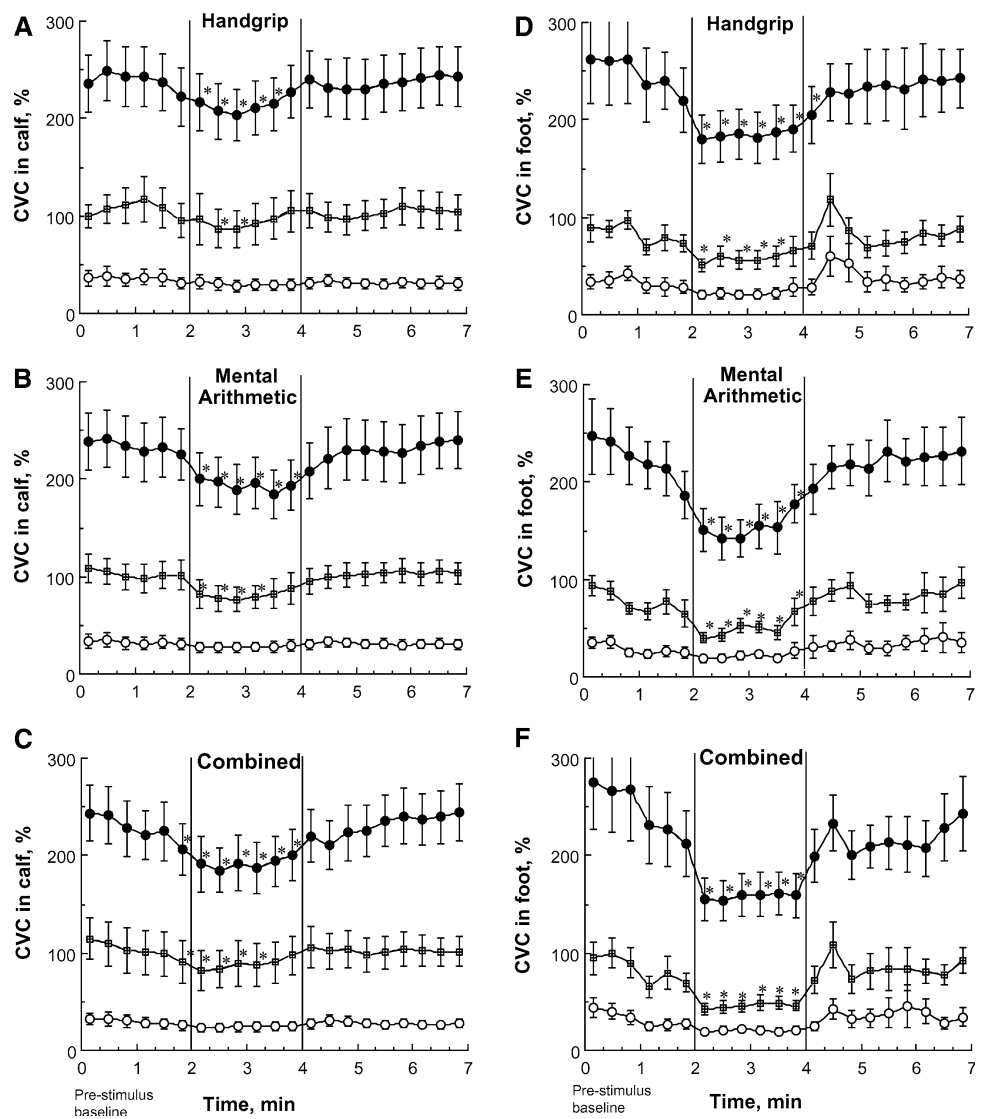 A
Handgrip
CVC in calf, %
300
200
100
0
0 1 2 3 4 5 6 7
* * * * *
* *
D
Handgrip
CVC in foot, %
300
200
100
0
0 1 2 3 4 5 6 7
* * * * * * *
* * * * *
B
Mental
Arithmetic
CVC in calf, %
300
200
100
0
0 1 2 3 4 5 6 7
* * * * * *
* * * *
E
Mental
Arithmetic
CVC in foot, %
300
200
100
0
0 1 2 3 4 5 6 7
* * * * * *
* * * * * *
C
Combined
CVC in calf, %
300
200
100
0
0 1 2 3 4 5 6 7
* * * * * * *
* * * * *
Pre-stimulus
baseline
Time, min
F
Combined
CVC in foot, %
300
200
100
0
0 1 2 3 4 5 6 7
* * * * * *
* * * * * *
Pre-stimulus
baseline
Time, min